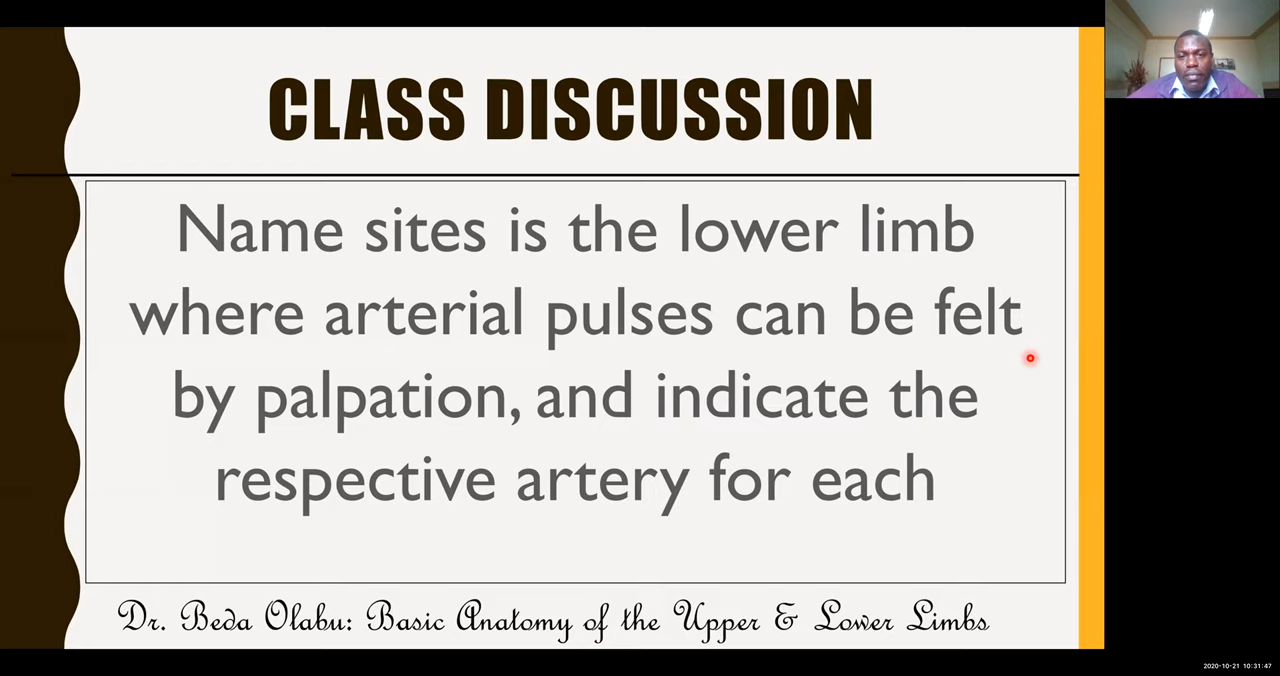 CLASS DISCUSSION
Name sites is the lower limb
where arterial pulses can be felt
by palpation, and indicate the
respective artery for each
Dr. Beda Olabu: Basic Anatomy of the Upper & Lower Limbs
2020-10-21 10:31:47